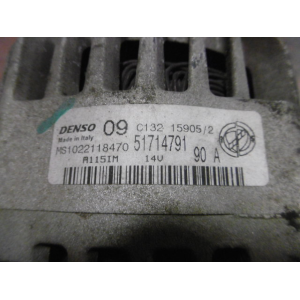 DENSO 09 C132 15905/2
Made in Italy
MS1022118470 51714791
A115IM 14V 90 A